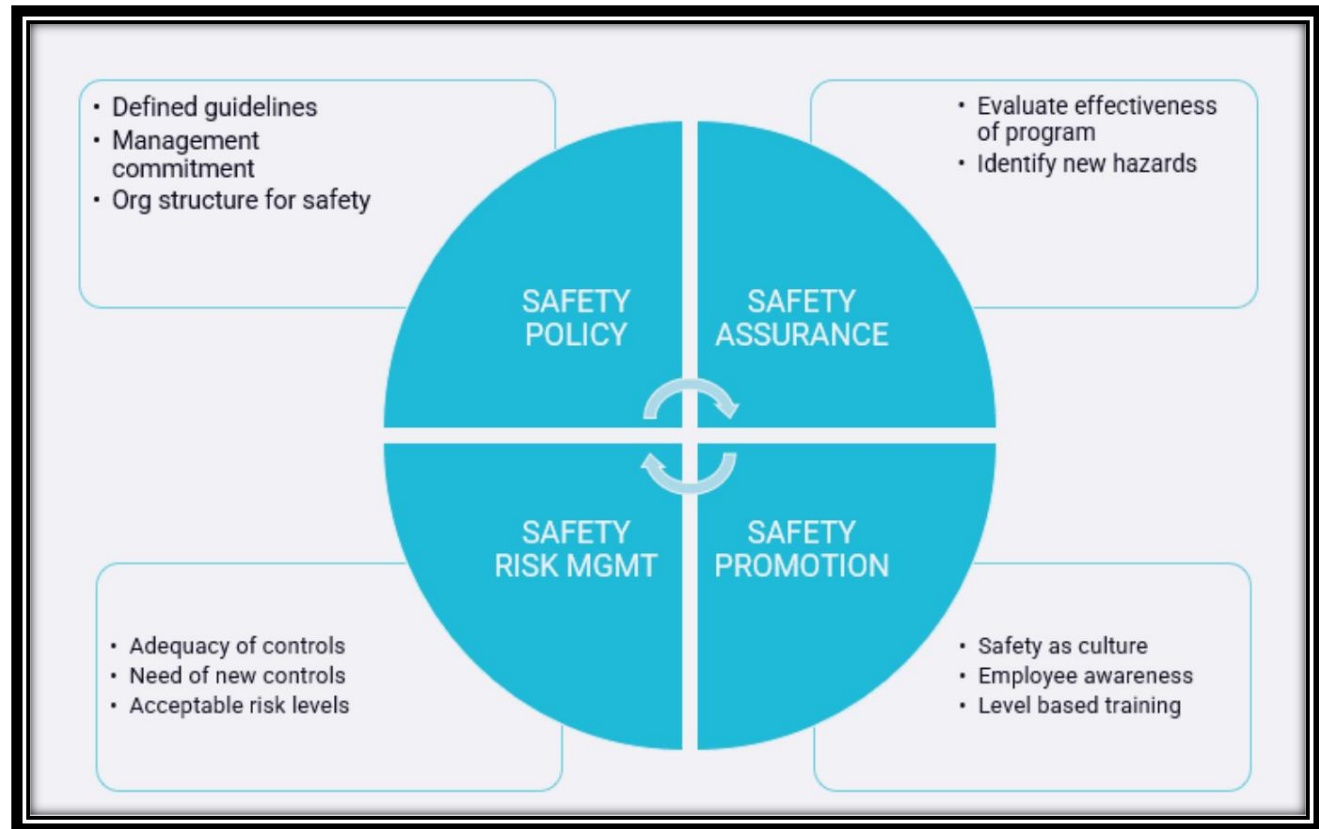 • Defined guidelines
• Management
commitment
• Org structure for safety
• Evaluate effectiveness
of program
• Identify new hazards
SAFETY
POLICY
SAFETY
ASSURANCE
SAFETY
RISK MGMT
SAFETY
PROMOTION
• Adequacy of controls
• Need of new controls
• Acceptable risk levels
• Safety as culture
• Employee awareness
• Level based training